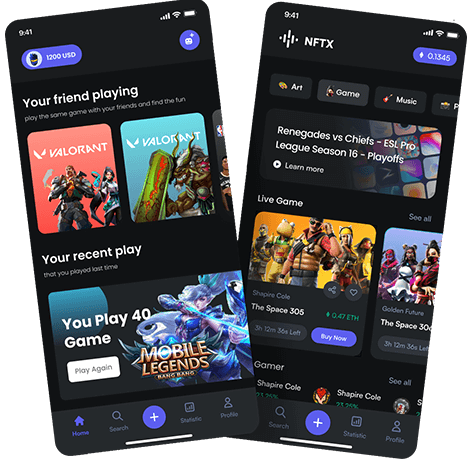 9:41
1200 USD
Your friend playing
play the same game with your friends and find the fun
VALORANT
VALORANT
Your recent play
that you played last time
You Play 40
Game
Play Again
MOBILE
LEGENDS
BANG BANG
Home
Search
Statistic
Profile
9:41
NFTX
0.1345
Art
Game
Music
Renegades vs Chiefs - ESL Pro
League Season 16 - Playoffs
Learn more
Live Game
See all
Shapire Cole
The Space 305
0,47 ETH
3h 12m 36s Left
Buy Now
Golden Future
The Space 305
3h 12m 36s
Gamer
See all
Shapire Cole
23,25%
Shapire Cole
23,25%
Search
Statistic
Profile